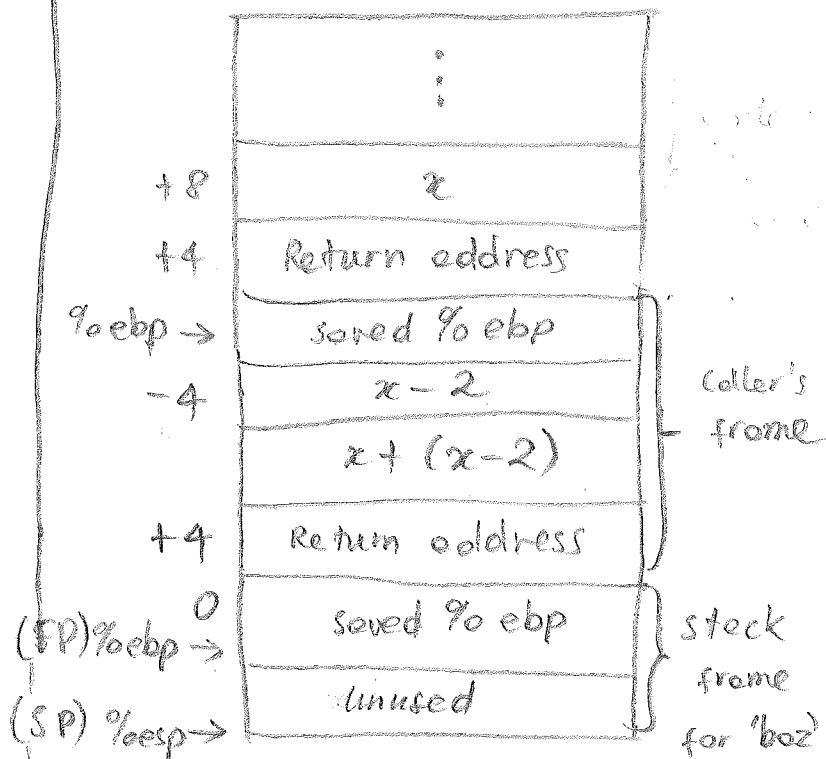 +8 x
+4 Return address
%ebp → saved %ebp
-4 x - 2
Caller's
frame
x + (x-2)
+4 Return address
0
(FP)%ebp → saved %ebp
stack
frame
for 'baz'
(SP) %esp → Unused